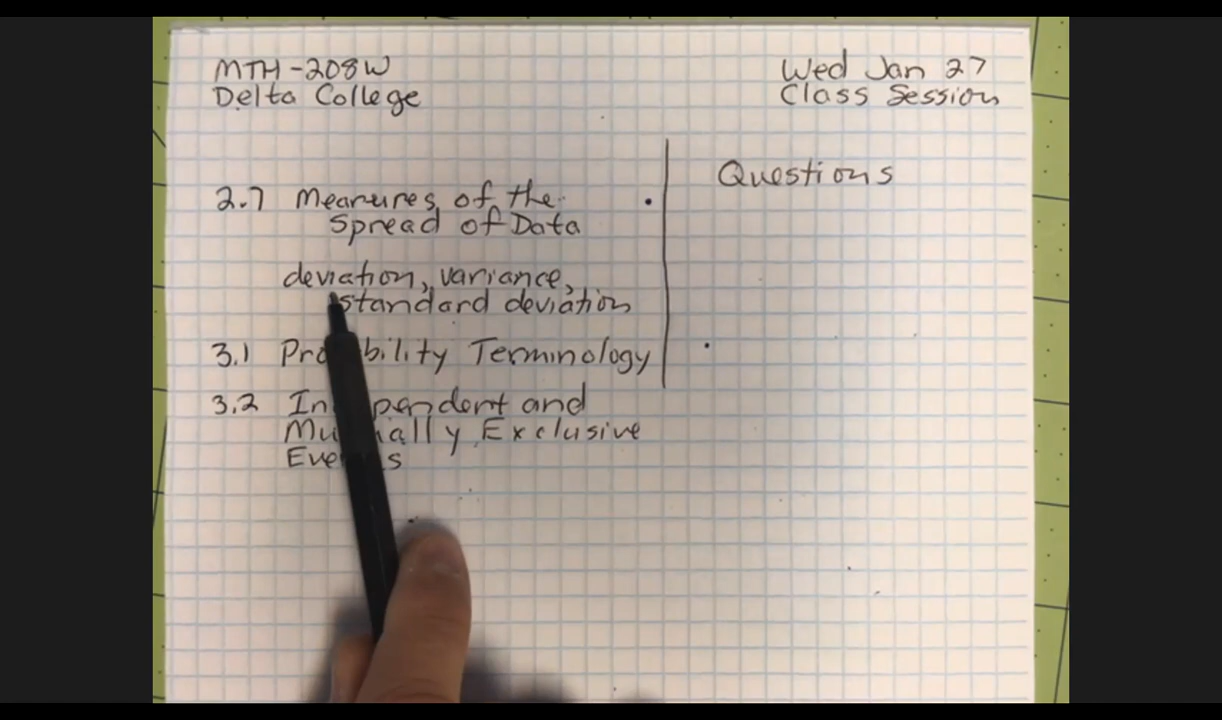 MTH-208W
Delta College
Wed Jan 27
Class Session
2.7 Measures of the
Spread of Data
deviation, variance,
standard deviation
3.1 Probability Terminology
3.2 Independent and
Mutually Exclusive
Events
Questions